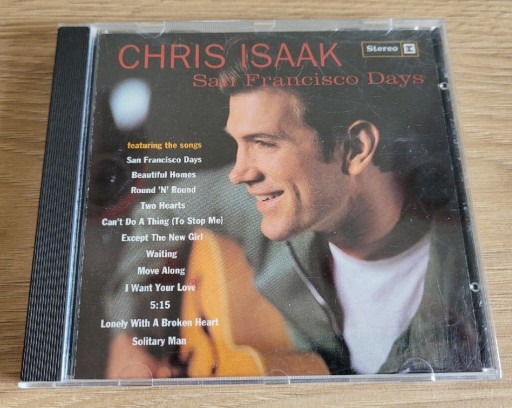 CHRIS ISAAK
Stereo
San Francisco Days
featuring the songs
San Francisco Days
Beautiful Homes
Round 'N' Round
Two Hearts
Can't Do A Thing (To Stop Me)
Except The New Girl
Waiting
Move Along
I Want Your Love
5:15
Lonely With A Broken Heart
Solitary Man